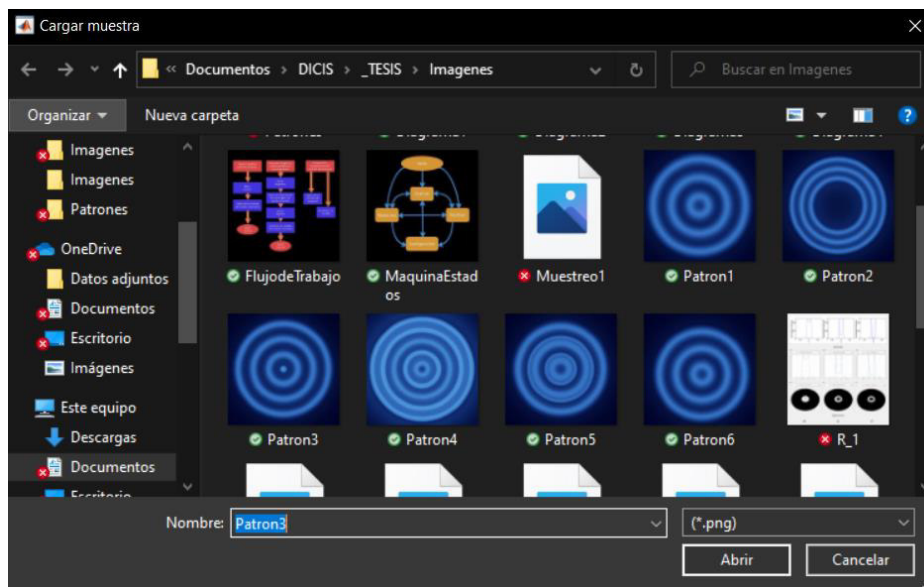 Cargar muestra
« Documentos > DICIS > _TESIS > Imagenes
Buscar en Imagenes
Organizar
Nueva carpeta
Imagenes
Imagenes
Patrones
OneDrive
Datos adjuntos
Documentos
Escritorio
Imágenes
Este equipo
Descargas
Documentos
Escritorio
FlujodeTrabajo
MaquinaEstad
os
Muestreo1
Patron1
Patron2
Patron3
Patron4
Patron5
Patron6
R_1
Nombre:
Patron3
(*.png)
Abrir
Cancelar